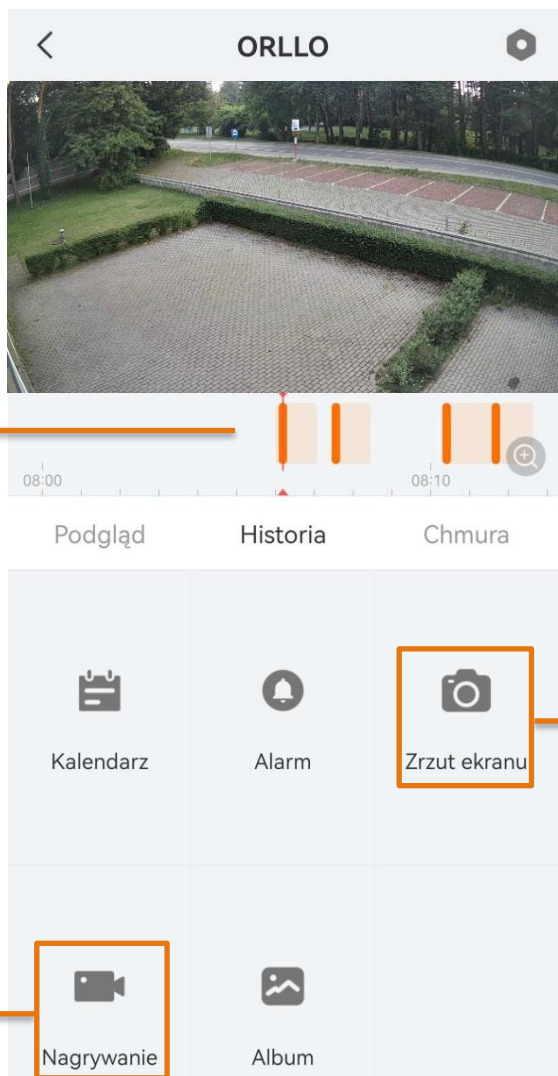 ORLLO
08:00
08:10
Podgląd
Historia
Chmura
Kalendarz
Alarm
Zrzut ekranu
Nagrywanie
Album